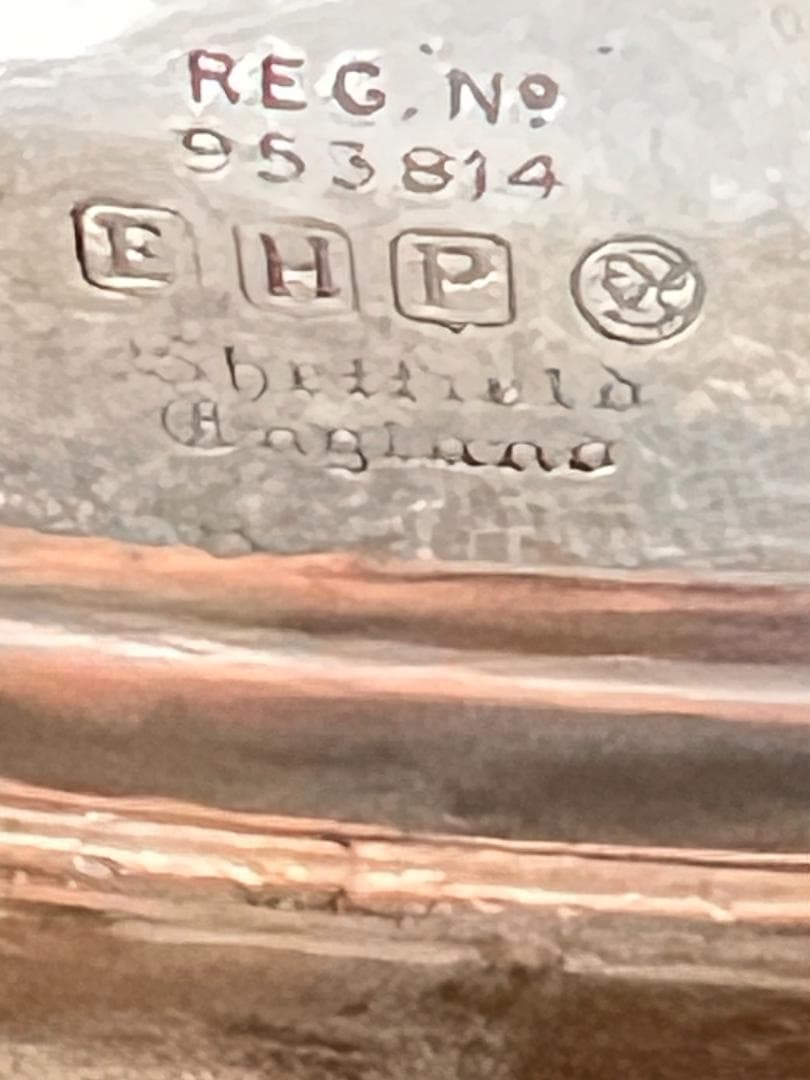 REG. Nº
953814
E H P
Sheffield
England